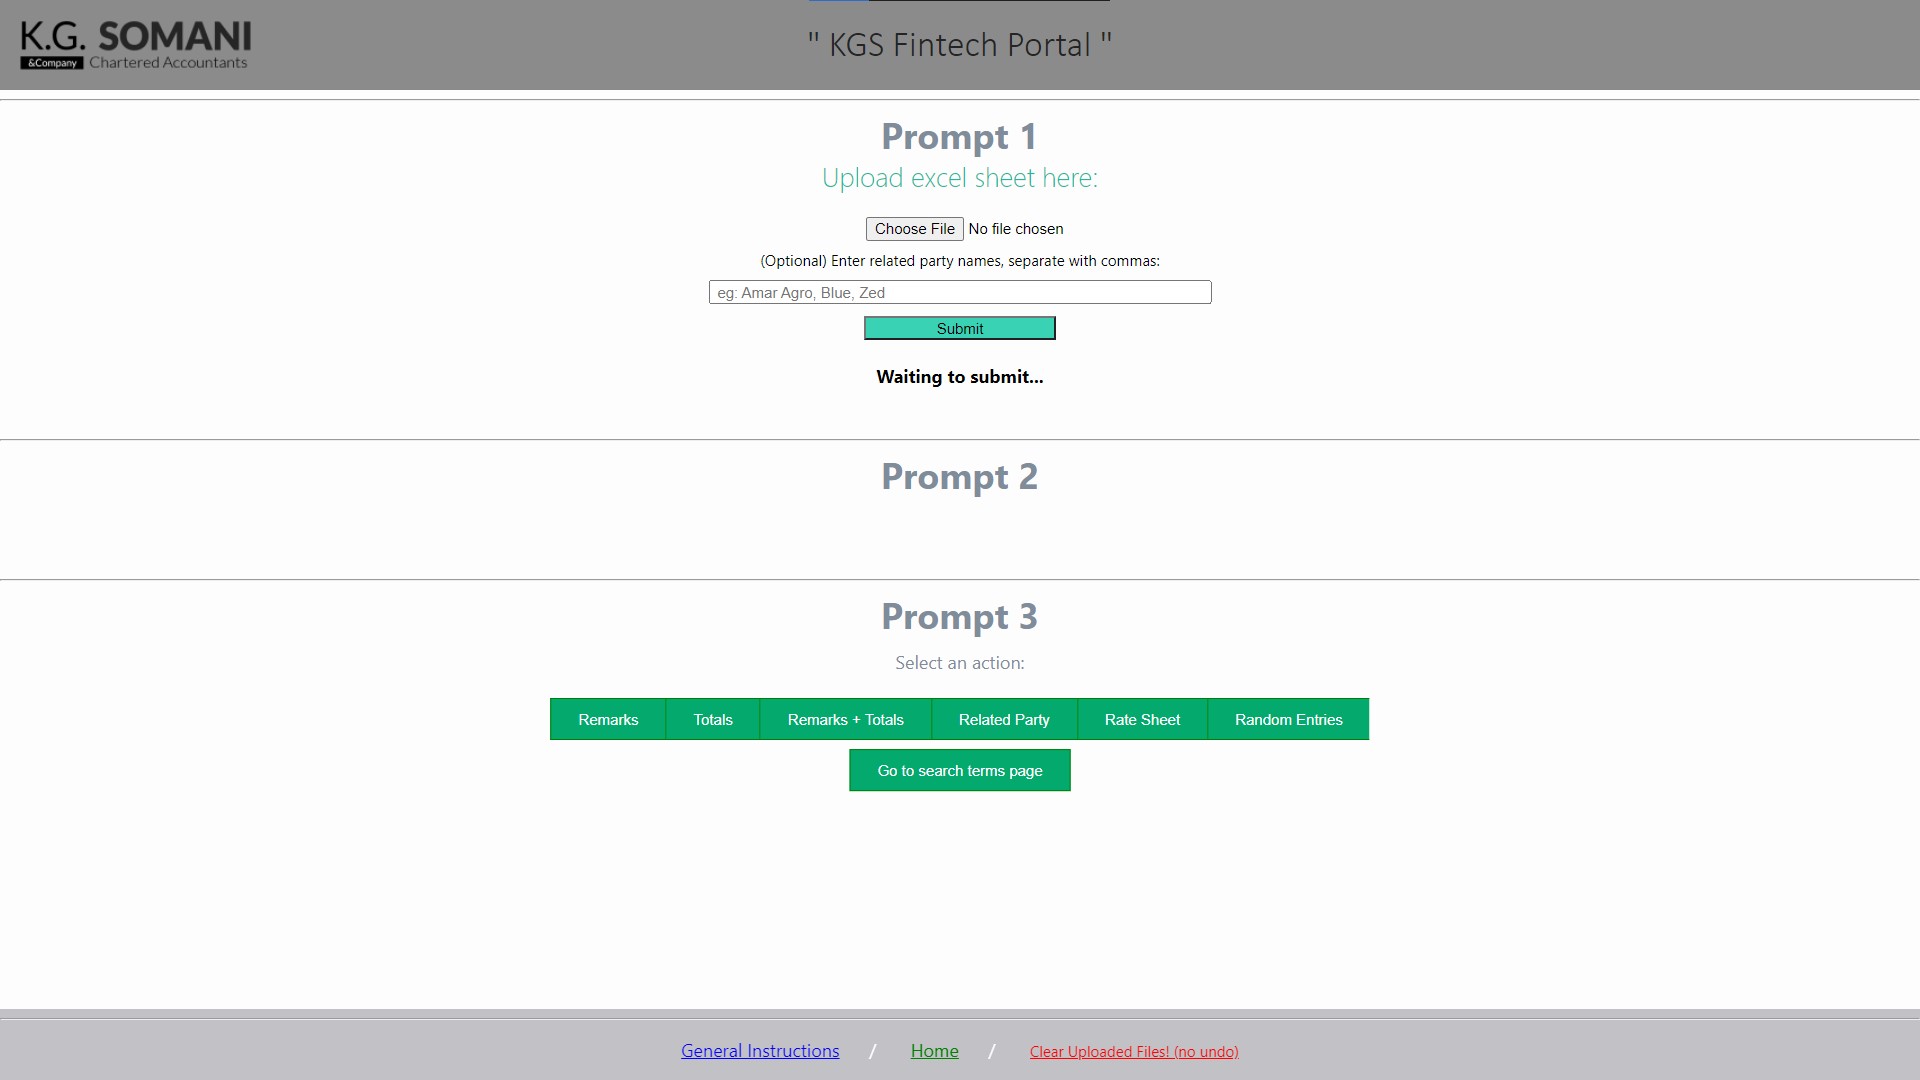 K.G. SOMANI
&Company Chartered Accountants
" KGS Fintech Portal "
Prompt 1
Upload excel sheet here:
Choose File No file chosen
(Optional) Enter related party names, separate with commas:
eg: Amar Agro, Blue, Zed
Submit
Waiting to submit...
Prompt 2
Prompt 3
Select an action:
Remarks Totals Remarks + Totals Related Party Rate Sheet Random Entries
Go to search terms page
General Instructions / Home / Clear Uploaded Files! (no undo)